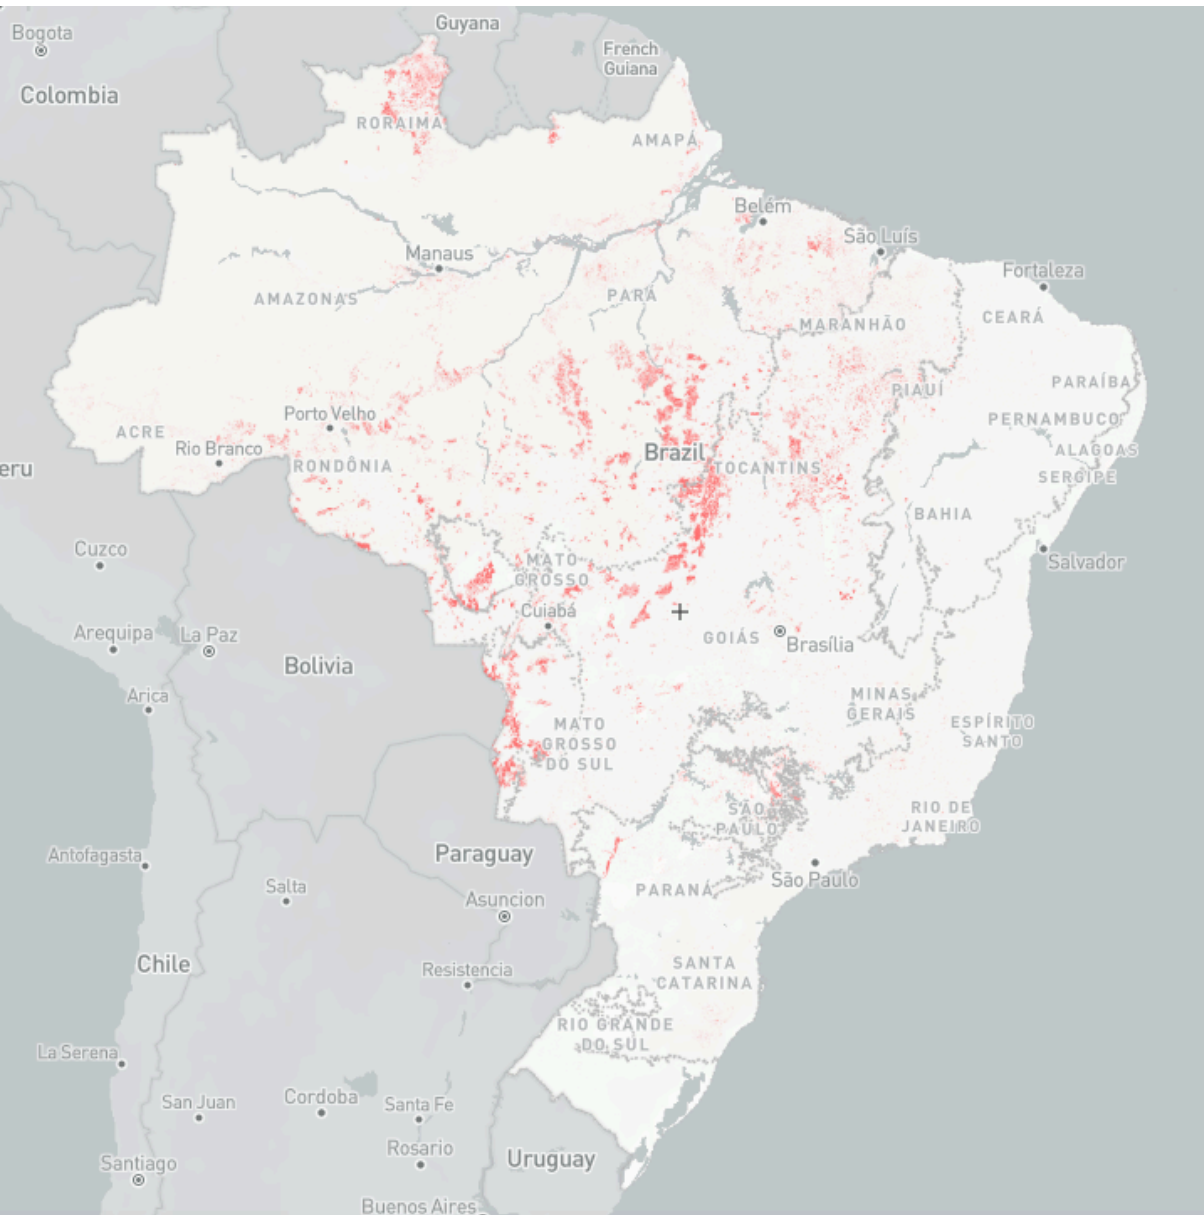 Guyana
Bogota
French
Guiana
Colombia
RORAIMA
AMAPÁ
Belém
São Luís
Manaus
Fortaleza
AMAZONAS
PARÁ
CEARÁ
MARANHÃO
PIAUÍ
PARAÍBA
Porto Velho
PERNAMBUCO
ACRE
Rio Branco
Brazil
ALAGOAS
eru
RONDÔNIA
TOCANTINS
SERGIPE
BAHIA
Cuzco
MATO
GROSSO
Salvador
Cuiabá
Arequipa
La Paz
GOIÁS
Brasília
Bolivia
Arica
MINAS
GERAIS
MATO
GROSSO
DO SUL
ESPÍRITO
SANTO
SÃO
PAULO
RIO DE
JANEIRO
Antofagasta
Paraguay
São Paulo
Salta
PARANÁ
Asuncion
Chile
Resistencia
SANTA
CATARINA
RIO GRANDE
DO SUL
La Serena
San Juan
Cordoba
Santa Fe
Rosario
Uruguay
Santiago
Buenos Aires